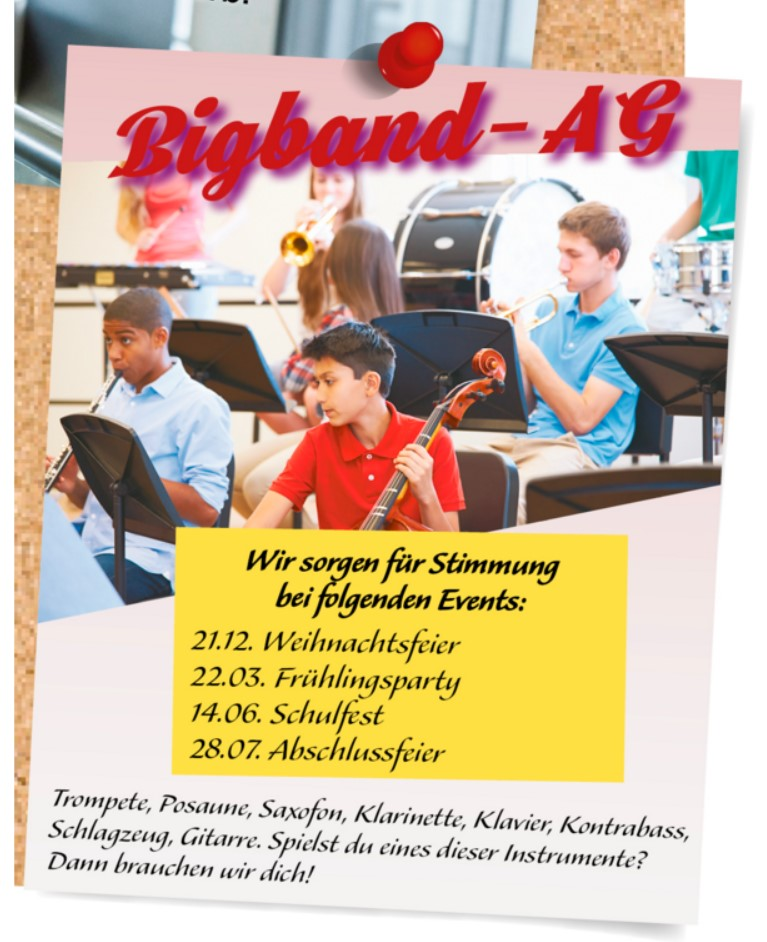 Bigband-AG
Wir sorgen für Stimmung
bei folgenden Events:
21.12. Weihnachtsfeier
22.03. Frühlingsparty
14.06. Schulfest
28.07. Abschlussfeier
Trompete, Posaune, Saxofon, Klarinette, Klavier, Kontrabass,
Schlagzeug, Gitarre. Spielst du eines dieser Instrumente?
Dann brauchen wir dich!